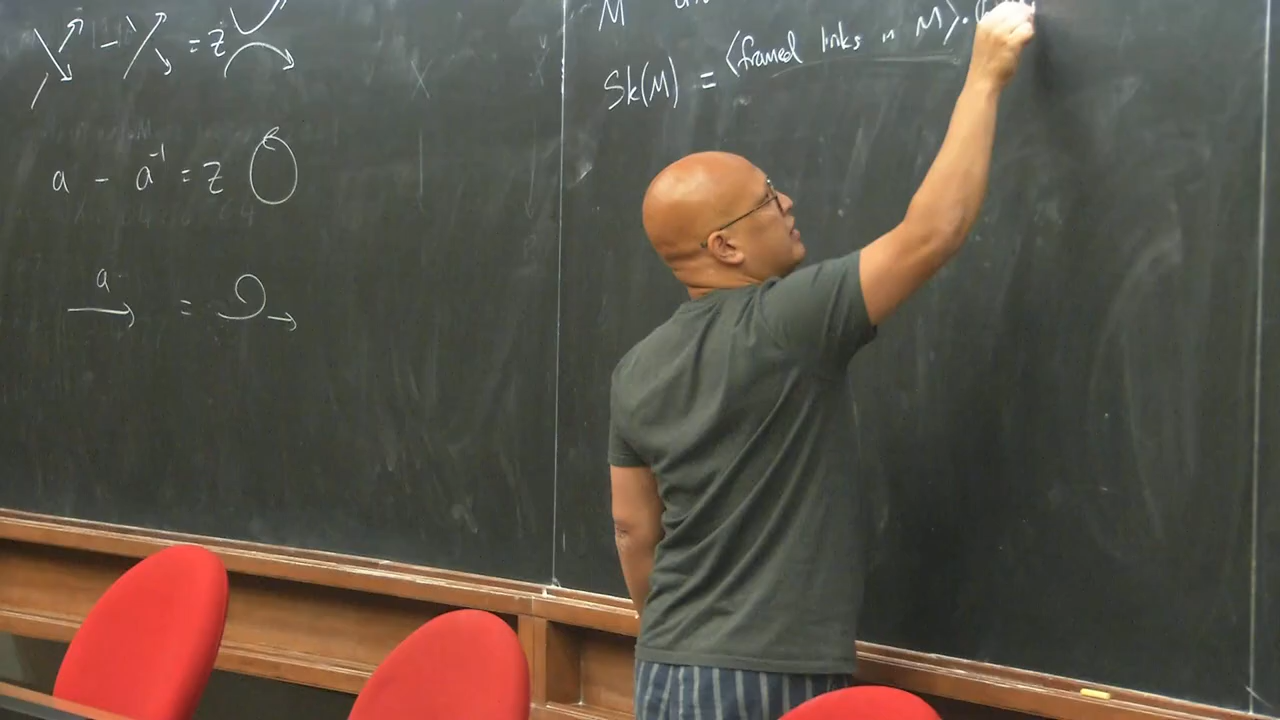 - = z
a - a⁻¹ = z
a
=
M
Sk(M) = ⟨framed links in M⟩ · (